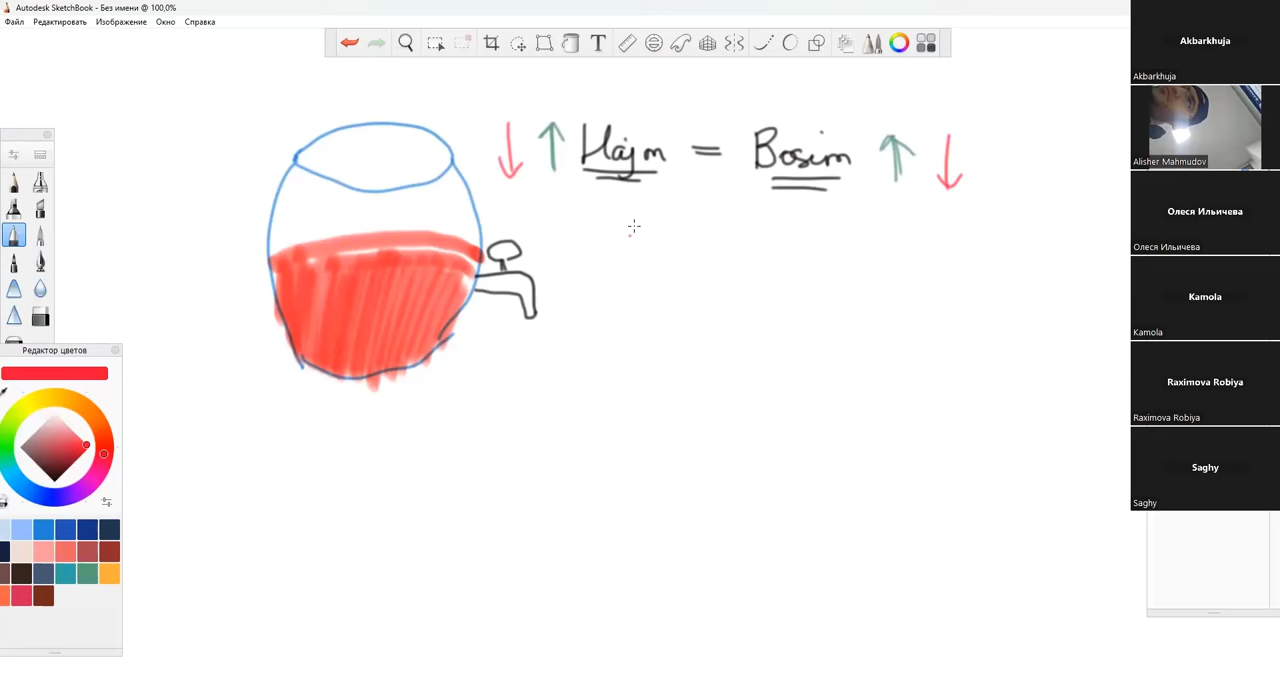 Autodesk SketchBook - Без имени @ 100,0%
Файл Редактировать Изображение Окно Справка
Hajm = Bosim
Редактор цветов
Akbarkhuja
Akbarkhuja
Alisher Mahmudov
Олеся Ильичева
Олеся Ильичева
Kamola
Kamola
Raximova Robiya
Raximova Robiya
Saghy
Saghy